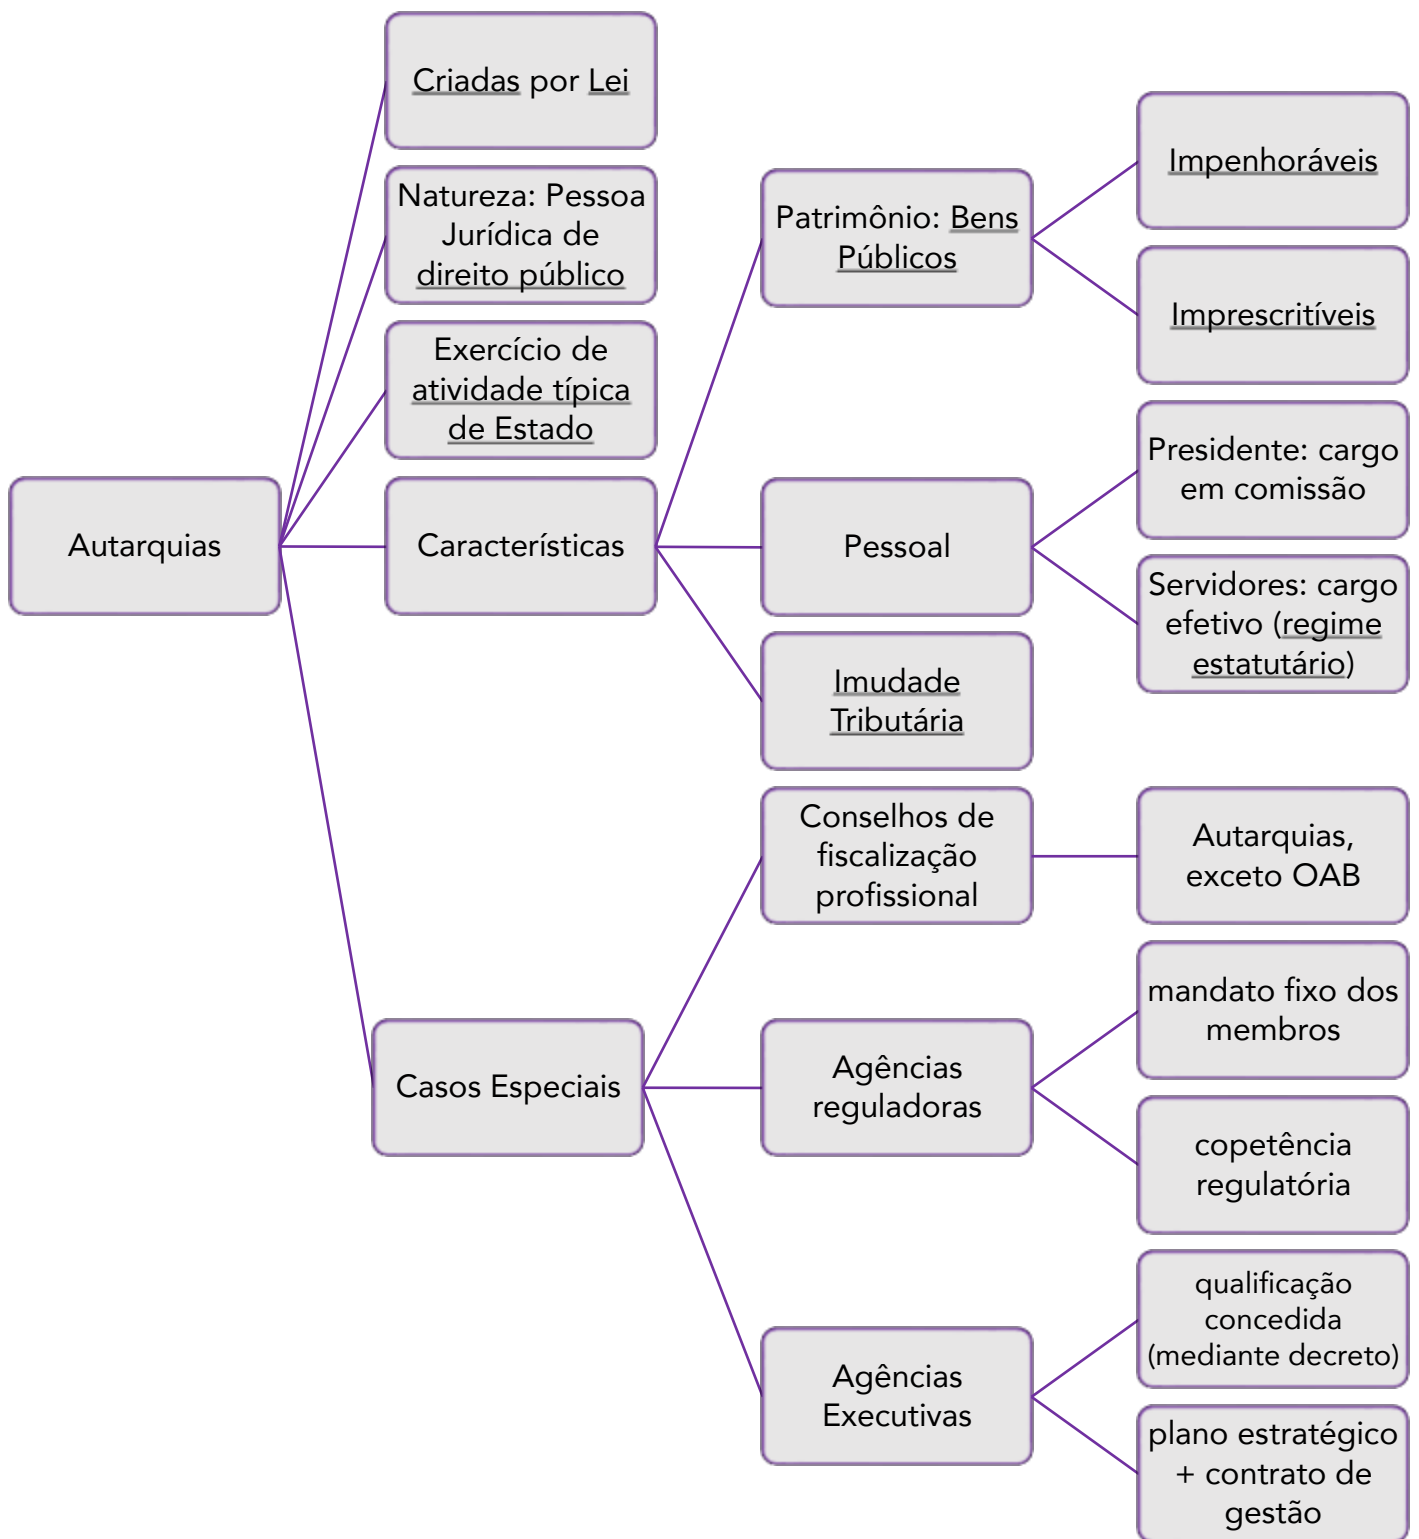 Criadas por Lei
Natureza: Pessoa
Jurídica de
direito público
Exercício de
atividade típica
de Estado
Autarquias
Características
Patrimônio: Bens
Públicos
Impenhoráveis
Imprescritíveis
Pessoal
Presidente: cargo
em comissão
Servidores: cargo
efetivo (regime
estatutário)
Imudade
Tributária
Casos Especiais
Conselhos de
fiscalização
profissional
Autarquias,
exceto OAB
Agências
reguladoras
mandato fixo dos
membros
copetência
regulatória
Agências
Executivas
qualificação
concedida
(mediante decreto)
plano estratégico
+ contrato de
gestão